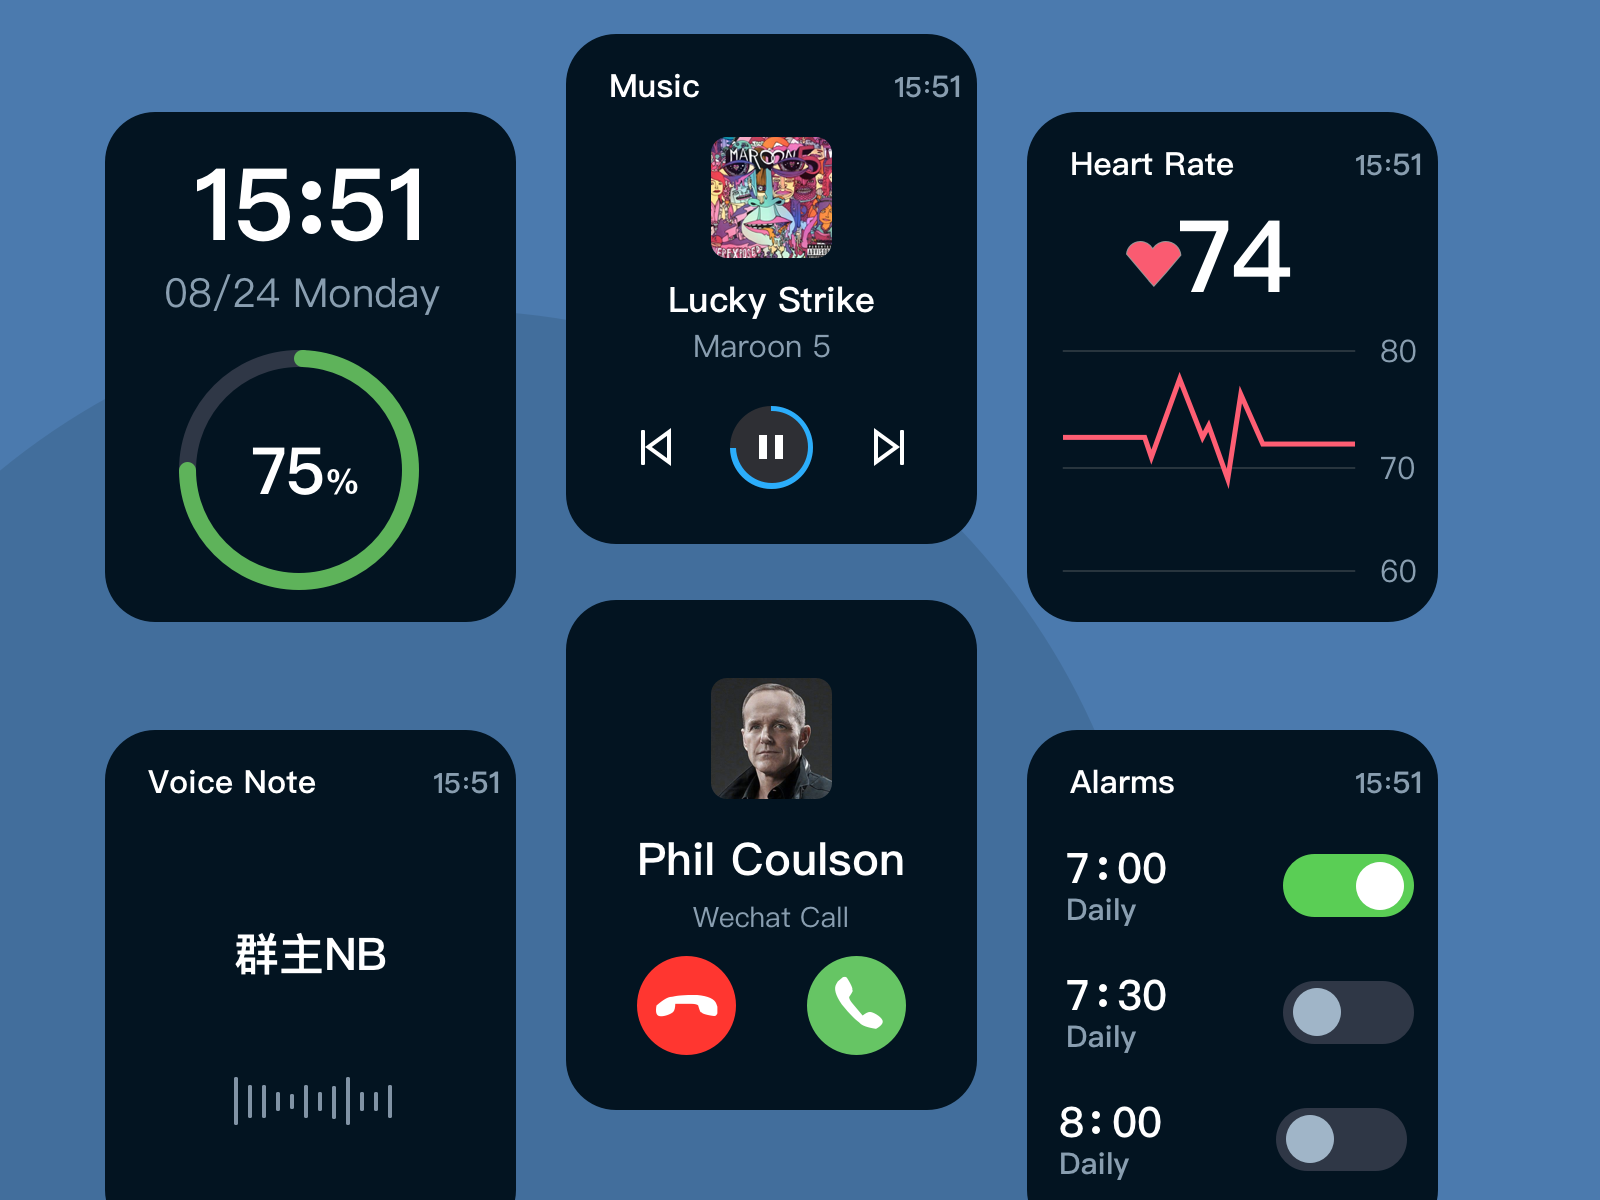 15:51
08/24 Monday
75%
Music 15:51
MAROON 5
Lucky Strike
Maroon 5
Heart Rate 15:51
74
80
70
60
Voice Note 15:51
群主NB
Phil Coulson
Wechat Call
Alarms 15:51
7:00
Daily
7:30
Daily
8:00
Daily